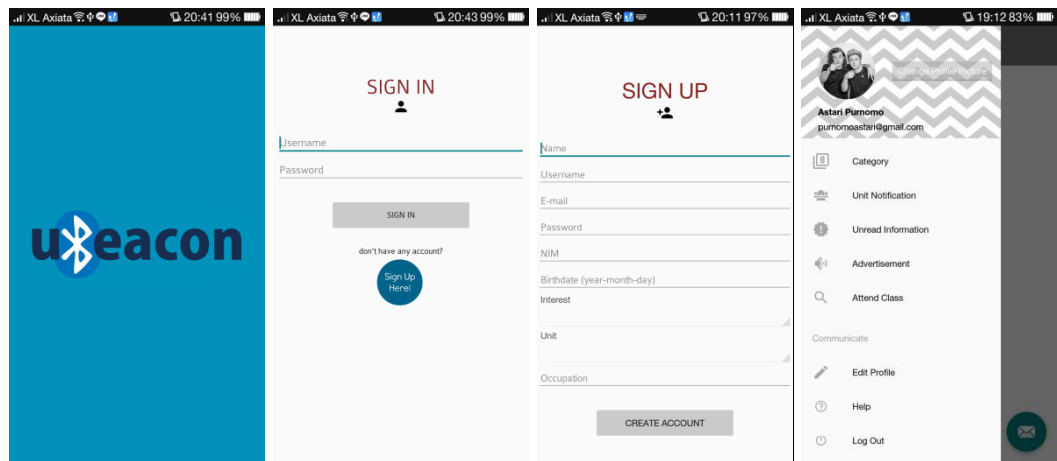 XL Axiata 20:41 99%
uBeacon
XL Axiata 20:43 99%
SIGN IN
Username
Password
SIGN IN
don't have any account?
Sign Up
Here!
XL Axiata 20:11 97%
SIGN UP
Name
Username
E-mail
Password
NIM
Birthdate (year-month-day)
Interest
Unit
Occupation
CREATE ACCOUNT
XL Axiata 19:12 83%
Change Profile Picture
Astari Purnomo
purnomoastari@gmail.com
8
Category
Unit Notification
Unread Information
Advertisement
Attend Class
Communicate
Edit Profile
Help
Log Out